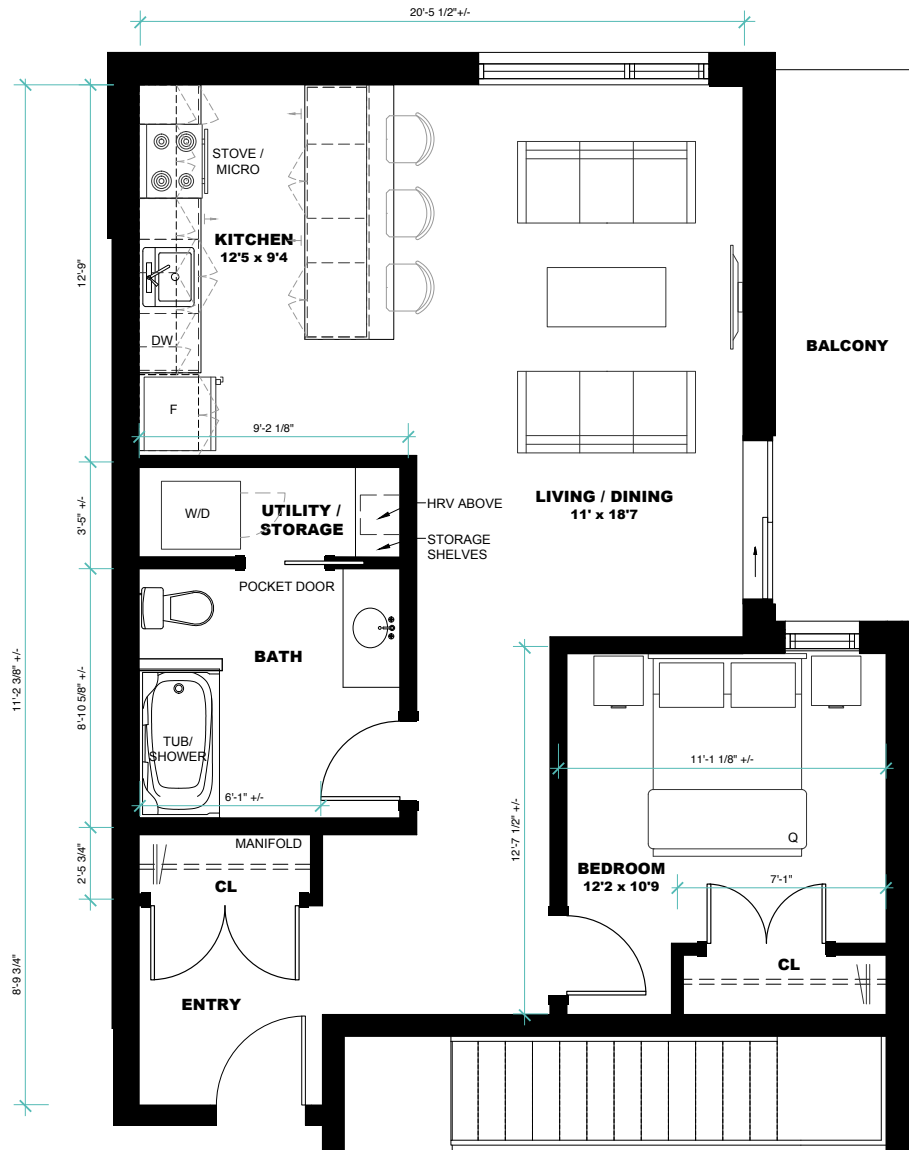 20'-5 1/2"+/-
STOVE /
MICRO
KITCHEN
12'5 x 9'4
12'-9"
DW
BALCONY
F
9'-2 1/8"
LIVING / DINING
11' x 18'7
W/D
UTILITY /
STORAGE
HRV ABOVE
STORAGE
SHELVES
3'-5" +/-
POCKET DOOR
BATH
11'-2 3/8" +/-
8'-10 5/8" +/-
TUB/
SHOWER
6'-1" +/-
11'-1 1/8" +/-
12'-7 1/2" +/-
Q
MANIFOLD
CL
2'-5 3/4"
BEDROOM
12'2 x 10'9
7'-1"
CL
8'-9 3/4"
ENTRY